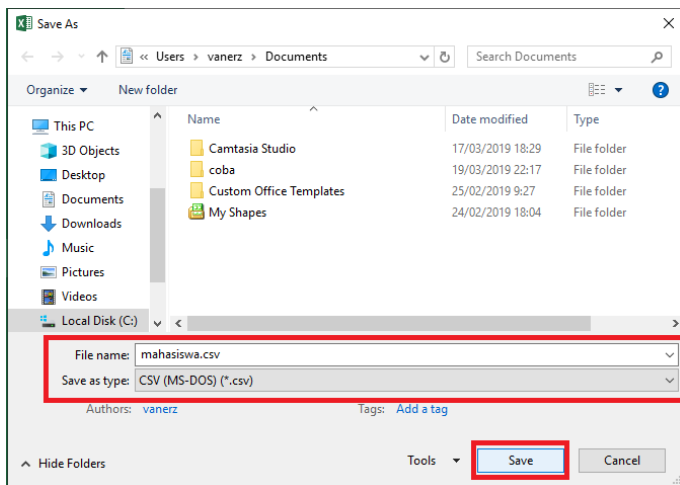 Save As
« Users › vanerz › Documents
Search Documents
Organize
New folder
This PC
3D Objects
Desktop
Documents
Downloads
Music
Pictures
Videos
Local Disk (C:)
Name Date modified Type
Camtasia Studio 17/03/2019 18:29 File folder
coba 19/03/2019 22:17 File folder
Custom Office Templates 25/02/2019 9:27 File folder
My Shapes 24/02/2019 18:04 File folder
File name: mahasiswa.csv
Save as type: CSV (MS-DOS) (*.csv)
Authors: vanerz Tags: Add a tag
Hide Folders Tools Save Cancel